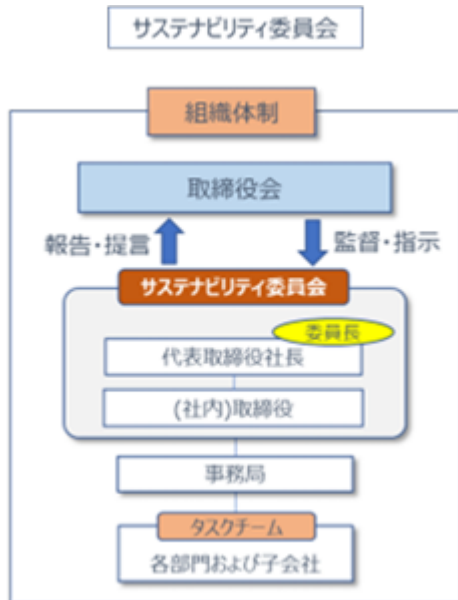 サステナビリティ委員会
組織体制
取締役会
報告・提言
監督・指示
サステナビリティ委員会
委員長
代表取締役社長
(社内)取締役
事務局
タスクチーム
各部門および子会社